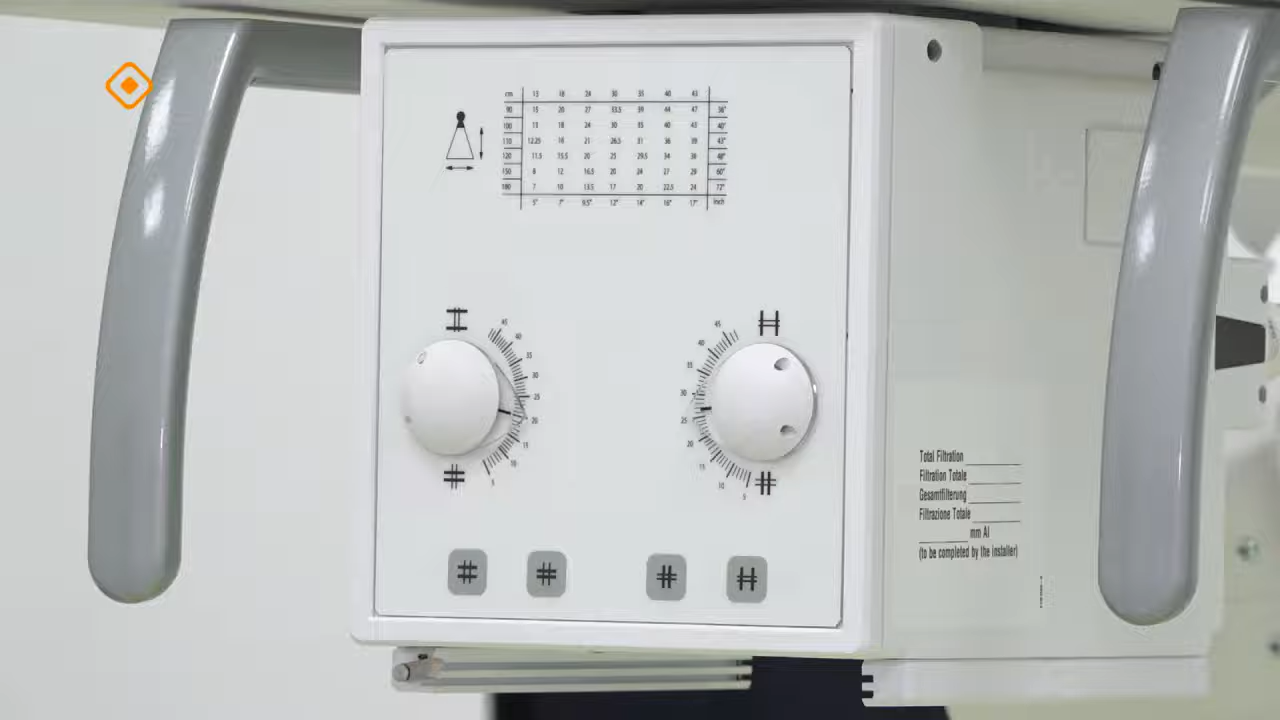 cm 13 18 24 30 35 40 43
90 15 20 27 33.5 39 44 47 36"
100 13 18 24 30 35 40 43 40"
110 12.25 16 21 26.5 31 36 39 43"
120 11.5 15.5 20 25 29.5 34 36 48"
150 8 12 16.5 20 24 27 29 60"
180 7 10 13.5 17 20 22.5 24 72"
5" 7" 9.5" 12" 14" 16" 17" inch
45
40
35
30
25
20
15
10
5
45
40
35
30
25
20
15
10
5
Total Filtration
Filtration Totale
Gesamtfilterung
Filtrazione Totale
mm Al
(to be completed by the installer)